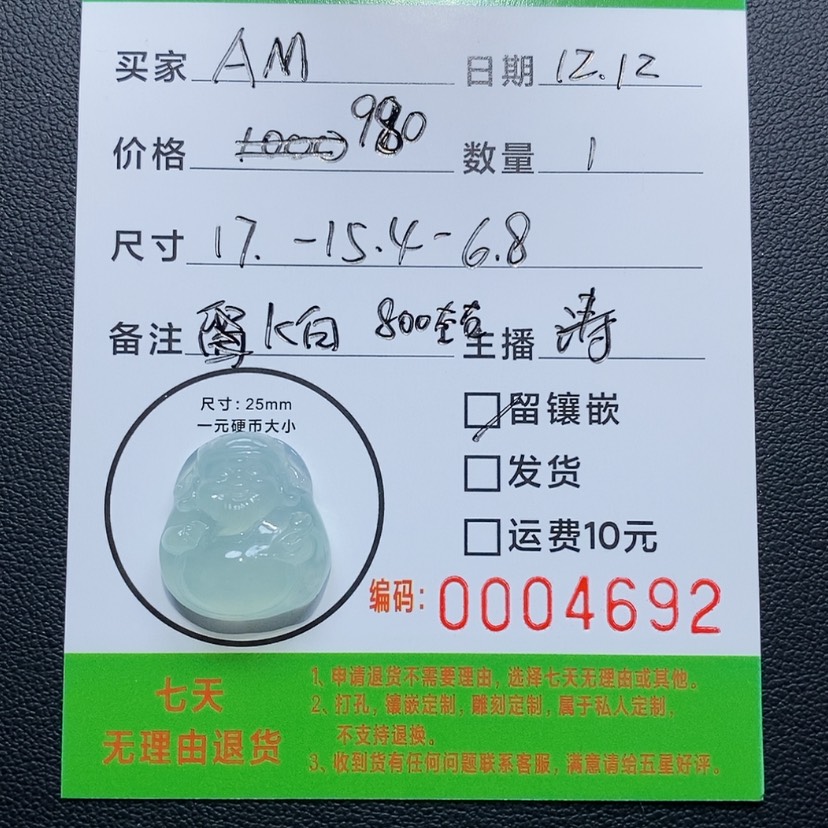 买家 AM 日期 12.12
价格 1000 980 数量 1
尺寸 17.-15.4-6.8
备注 留 K白 800 主播 涛
尺寸：25mm
一元硬币大小
留镶嵌
发货
运费10元
编码：0004692
七天
无理由退货
1、申请退货不需要理由，选择七天无理由或其他。
2、打孔，镶嵌定制，雕刻定制，属于私人定制，
不支持退换。
3、收到货有任何问题联系客服，满意请给五星好评。